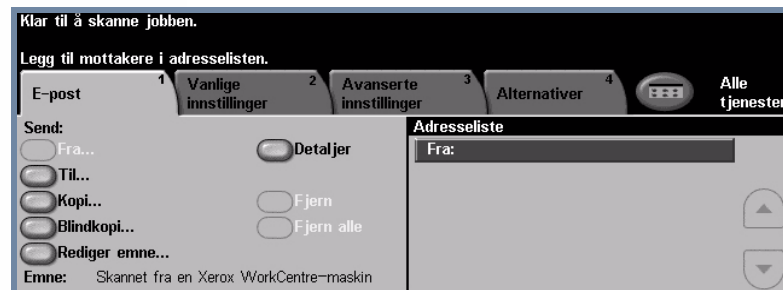 Klar til å skanne jobben.
Legg til mottakere i adresselisten.
E-post 1
Vanlige innstillinger 2
Avanserte innstillinger 3
Alternativer 4
Alle tjenester
Send:
Fra...
Detaljer
Til...
Kopi...
Fjern
Blindkopi...
Fjern alle
Rediger emne...
Emne: Skannet fra en Xerox WorkCentre-maskin
Adresseliste
Fra: